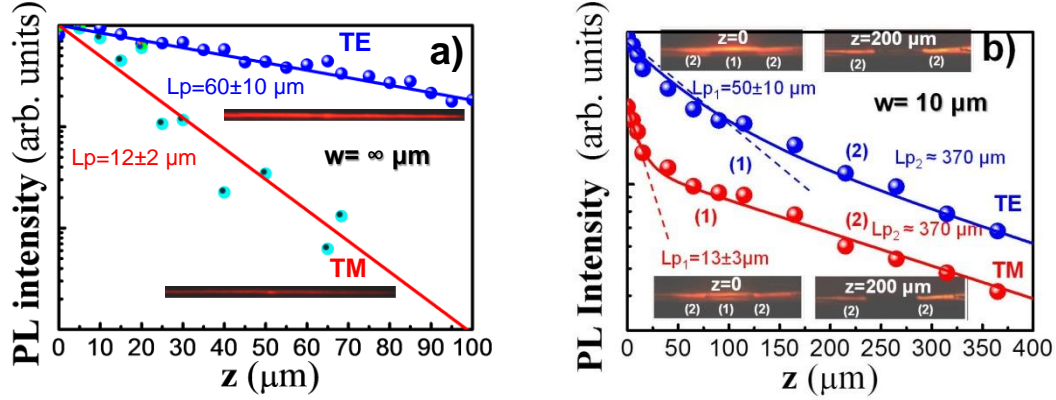 a)
TE
Lp=60±10 μm
w= ∞ μm
Lp=12±2 μm
TM
PL intensity (arb. units)
0 10 20 30 40 50 60 70 80 90 100
z (μm)
b)
z=0
(2) (1) (2)
z=200 μm
(2) (2)
Lp1=50±10 μm
w= 10 μm
(1)
(2)
Lp2 ≈ 370 μm
TE
(1)
(2)
Lp2 ≈ 370 μm
Lp1=13±3μm
TM
z=0
(2) (1) (2)
z=200 μm
(2) (2)
PL Intensity (arb. units)
0 50 100 150 200 250 300 350 400
z (μm)